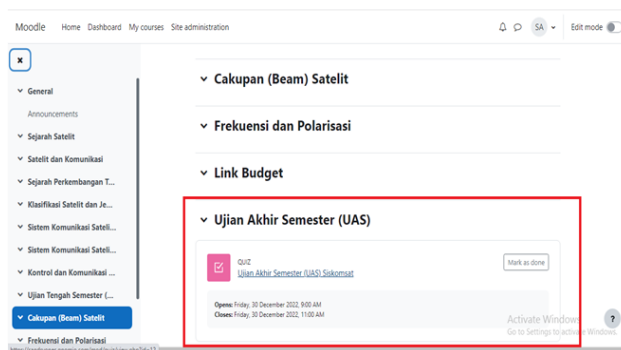 Moodle Home Dashboard My courses Site administration SA Edit mode
x
General
Announcements
Sejarah Satelit
Satelit dan Komunikasi
Sejarah Perkembangan T...
Klasifikasi Satelit dan Je...
Sistem Komunikasi Sateli...
Sistem Komunikasi Sateli...
Kontrol dan Komunikasi ...
Ujian Tengah Semester (...
Cakupan (Beam) Satelit
Frekuensi dan Polarisasi
Cakupan (Beam) Satelit
Frekuensi dan Polarisasi
Link Budget
Ujian Akhir Semester (UAS)
QUIZ
Ujian Akhir Semester (UAS) Siskomsat
Mark as done
Opens: Friday, 30 December 2022, 9:00 AM
Closes: Friday, 30 December 2022, 11:00 AM
Activate Windows
Go to Settings to activate Windows.
?